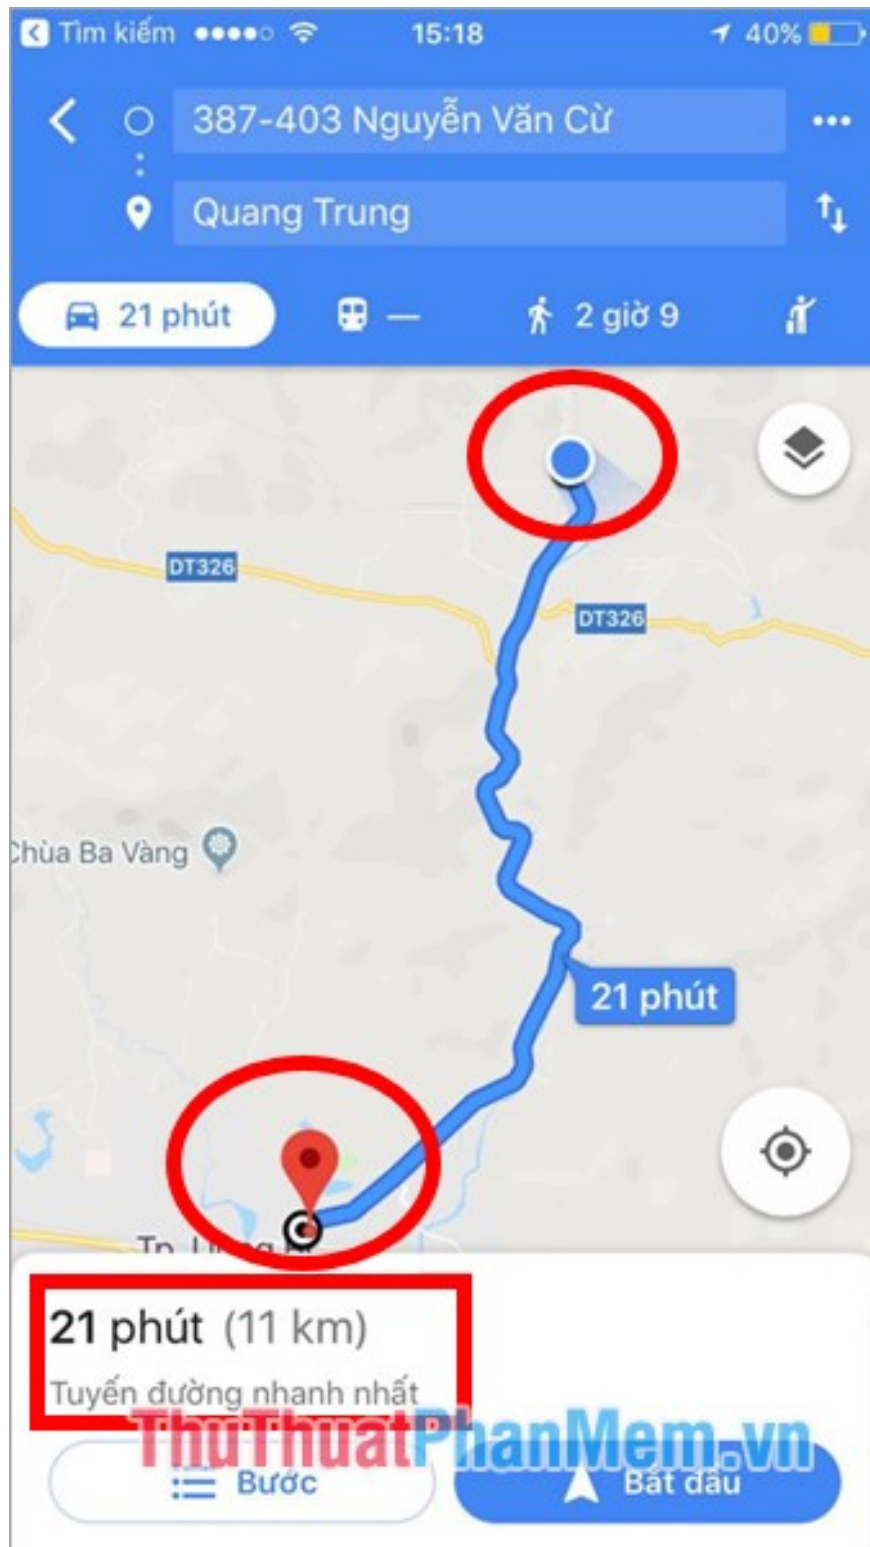 Tìm kiếm 15:18 40%
387-403 Nguyễn Văn Cừ
Quang Trung
21 phút — 2 giờ 9
DT326
DT326
Chùa Ba Vàng
21 phút
Tp.
21 phút (11 km)
Tuyến đường nhanh nhất
ThuThuatPhanMem.vn
Bước Bắt đầu